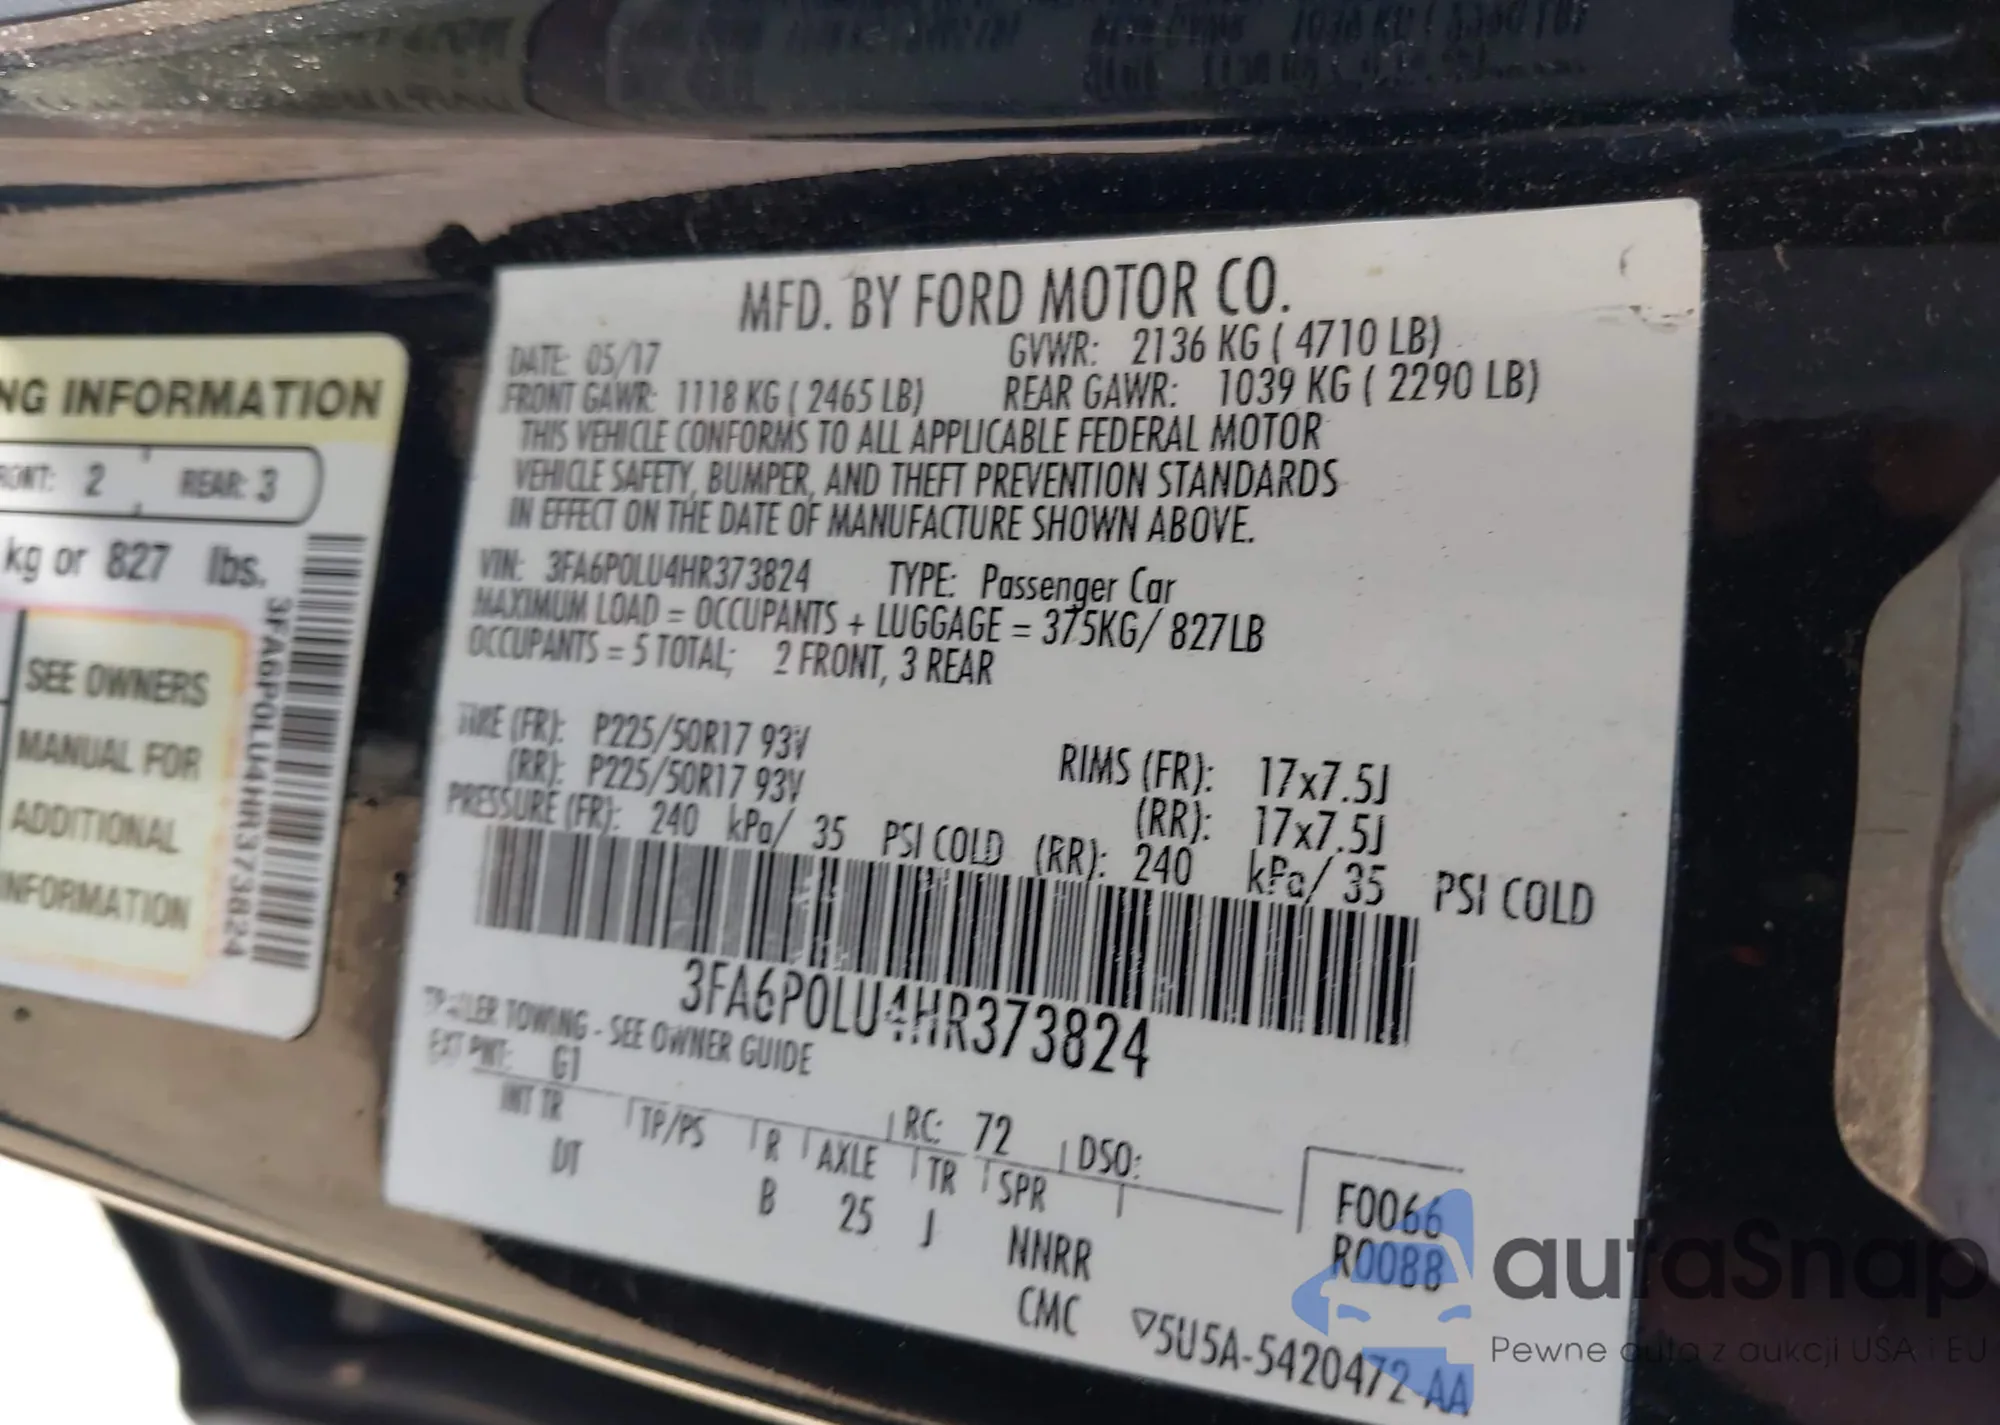 NG INFORMATION
RONT: 2 REAR: 3
kg or 827 lbs.
SEE OWNERS
MANUAL FOR
ADDITIONAL
INFORMATION
3FA6P0LU4HR373824
MFD. BY FORD MOTOR CO.
DATE: 05/17 GVWR: 2136 KG ( 4710 LB)
FRONT GAWR: 1118 KG ( 2465 LB) REAR GAWR: 1039 KG ( 2290 LB)
THIS VEHICLE CONFORMS TO ALL APPLICABLE FEDERAL MOTOR
VEHICLE SAFETY, BUMPER, AND THEFT PREVENTION STANDARDS
IN EFFECT ON THE DATE OF MANUFACTURE SHOWN ABOVE.
VIN: 3FA6P0LU4HR373824 TYPE: Passenger Car
MAXIMUM LOAD = OCCUPANTS + LUGGAGE = 375KG/ 827LB
OCCUPANTS = 5 TOTAL; 2 FRONT, 3 REAR
TIRE (FR): P225/50R17 93V RIMS (FR): 17x7.5J
(RR): P225/50R17 93V (RR): 17x7.5J
PRESSURE (FR): 240 kPa/ 35 PSI COLD (RR): 240 kPa/ 35 PSI COLD
3FA6P0LU4HR373824
TRAILER TOWING - SEE OWNER GUIDE
EXT PNT: G1 RC: 72 DSO:
INT TR TP/PS R AXLE TR SPR
DT B 25 J NNRR
CMC
F0066
R0088
▽5U5A-5420472-AA
autaSnap
Pewne auta z aukcji USA i EU